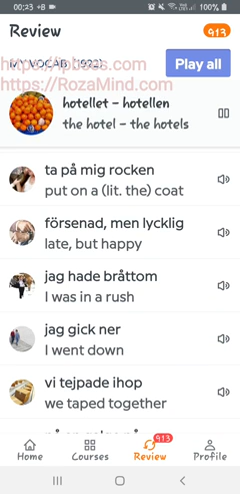 00:23 +8
100%
Review
913
MY VOCAB (1922)
Play all
https://RozaMind.com
hotellet – hotellen
the hotel – the hotels
ta på mig rocken
put on a (lit. the) coat
försenad, men lycklig
late, but happy
jag hade bråttom
I was in a rush
jag gick ner
I went down
vi tejpade ihop
we taped together
913
Home
Courses
Review
Profile